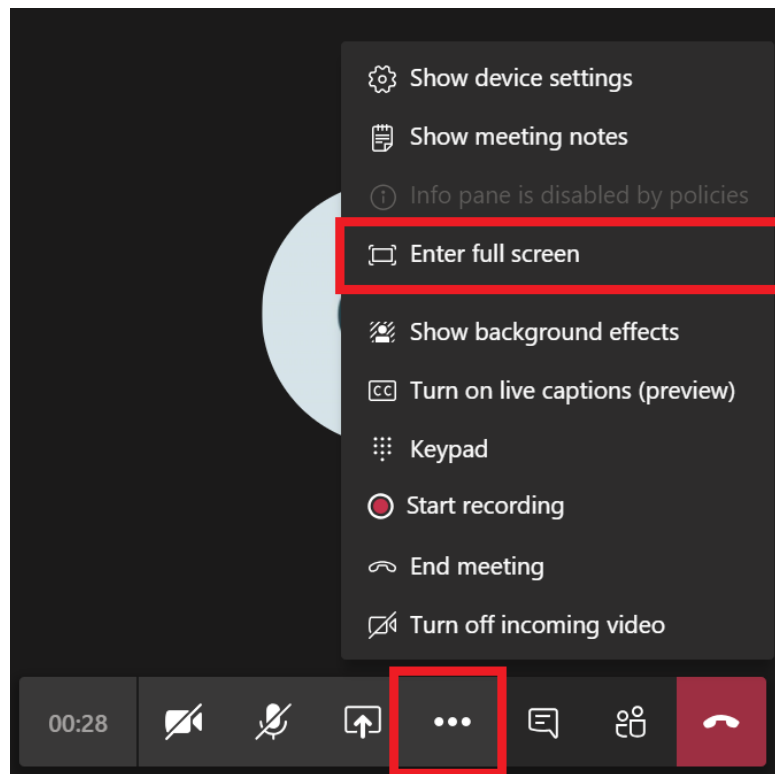 Show device settings
Show meeting notes
Info pane is disabled by policies
Enter full screen
Show background effects
CC Turn on live captions (preview)
Keypad
Start recording
End meeting
Turn off incoming video
00:28